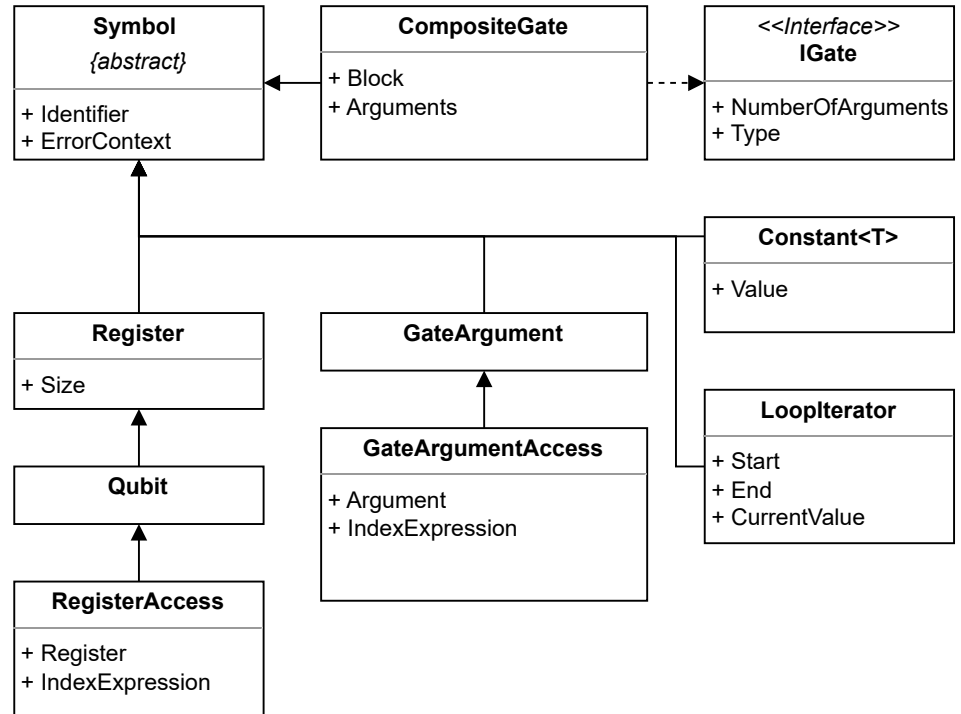 Symbol
{abstract}
+ Identifier
+ ErrorContext
CompositeGate
+ Block
+ Arguments
<<Interface>>
IGate
+ NumberOfArguments
+ Type
Constant<T>
+ Value
Register
+ Size
GateArgument
LoopIterator
+ Start
+ End
+ CurrentValue
GateArgumentAccess
+ Argument
+ IndexExpression
Qubit
RegisterAccess
+ Register
+ IndexExpression